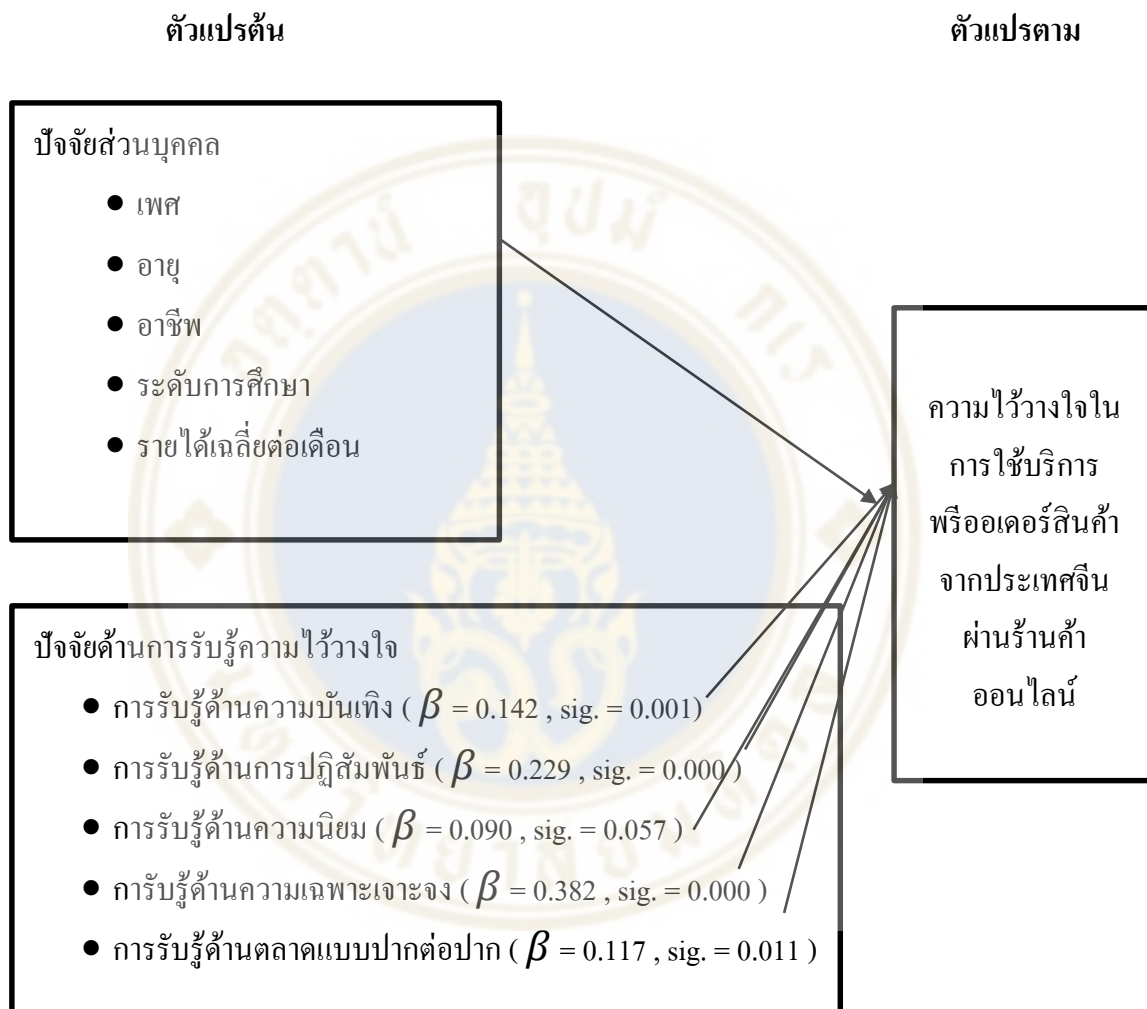 ตัวแปรต้น
ตัวแปรตาม
ปัจจัยส่วนบุคคล
● เพศ
● อายุ
● อาชีพ
● ระดับการศึกษา
● รายได้เฉลี่ยต่อเดือน
ปัจจัยด้านการรับรู้ความไว้วางใจ
● การรับรู้ด้านความบันเทิง ( β = 0.142 , sig. = 0.001)
● การรับรู้ด้านการปฏิสัมพันธ์ ( β = 0.229 , sig. = 0.000 )
● การรับรู้ด้านความนิยม ( β = 0.090 , sig. = 0.057 )
● การับรู้ด้านความเฉพาะเจาะจง ( β = 0.382 , sig. = 0.000 )
● การรับรู้ด้านตลาดแบบปากต่อปาก ( β = 0.117 , sig. = 0.011 )
ความไว้วางใจใน
การใช้บริการ
พรีออเดอร์สินค้า
จากประเทศจีน
ผ่านร้านค้า
ออนไลน์